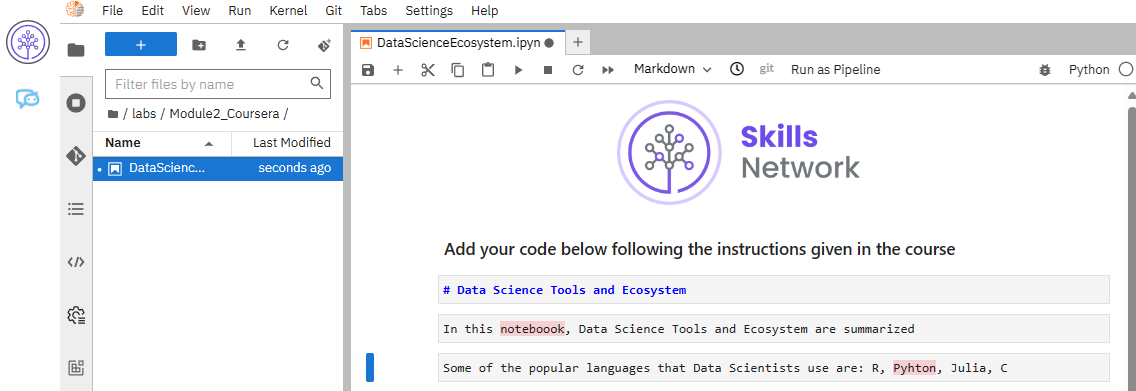 File Edit View Run Kernel Git Tabs Settings Help
+
Filter files by name
/ labs / Module2_Coursera /
Name Last Modified
DataScienc... seconds ago
DataScienceEcosystem.ipyn
Markdown git Run as Pipeline Python
Skills
Network
Add your code below following the instructions given in the course
# Data Science Tools and Ecosystem
In this noteboook, Data Science Tools and Ecosystem are summarized
Some of the popular languages that Data Scientists use are: R, Pyhton, Julia, C